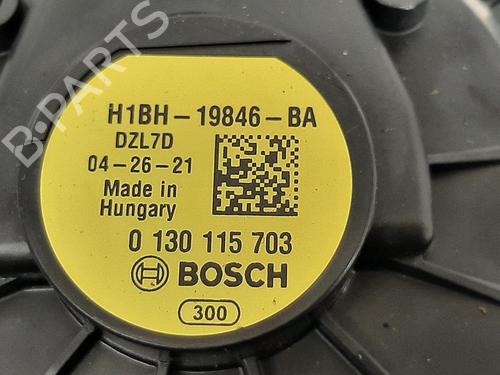 H1BH-19846-BA
DZL7D
04-26-21
Made in
Hungary
0 130 115 703
BOSCH
300
B-PARTS